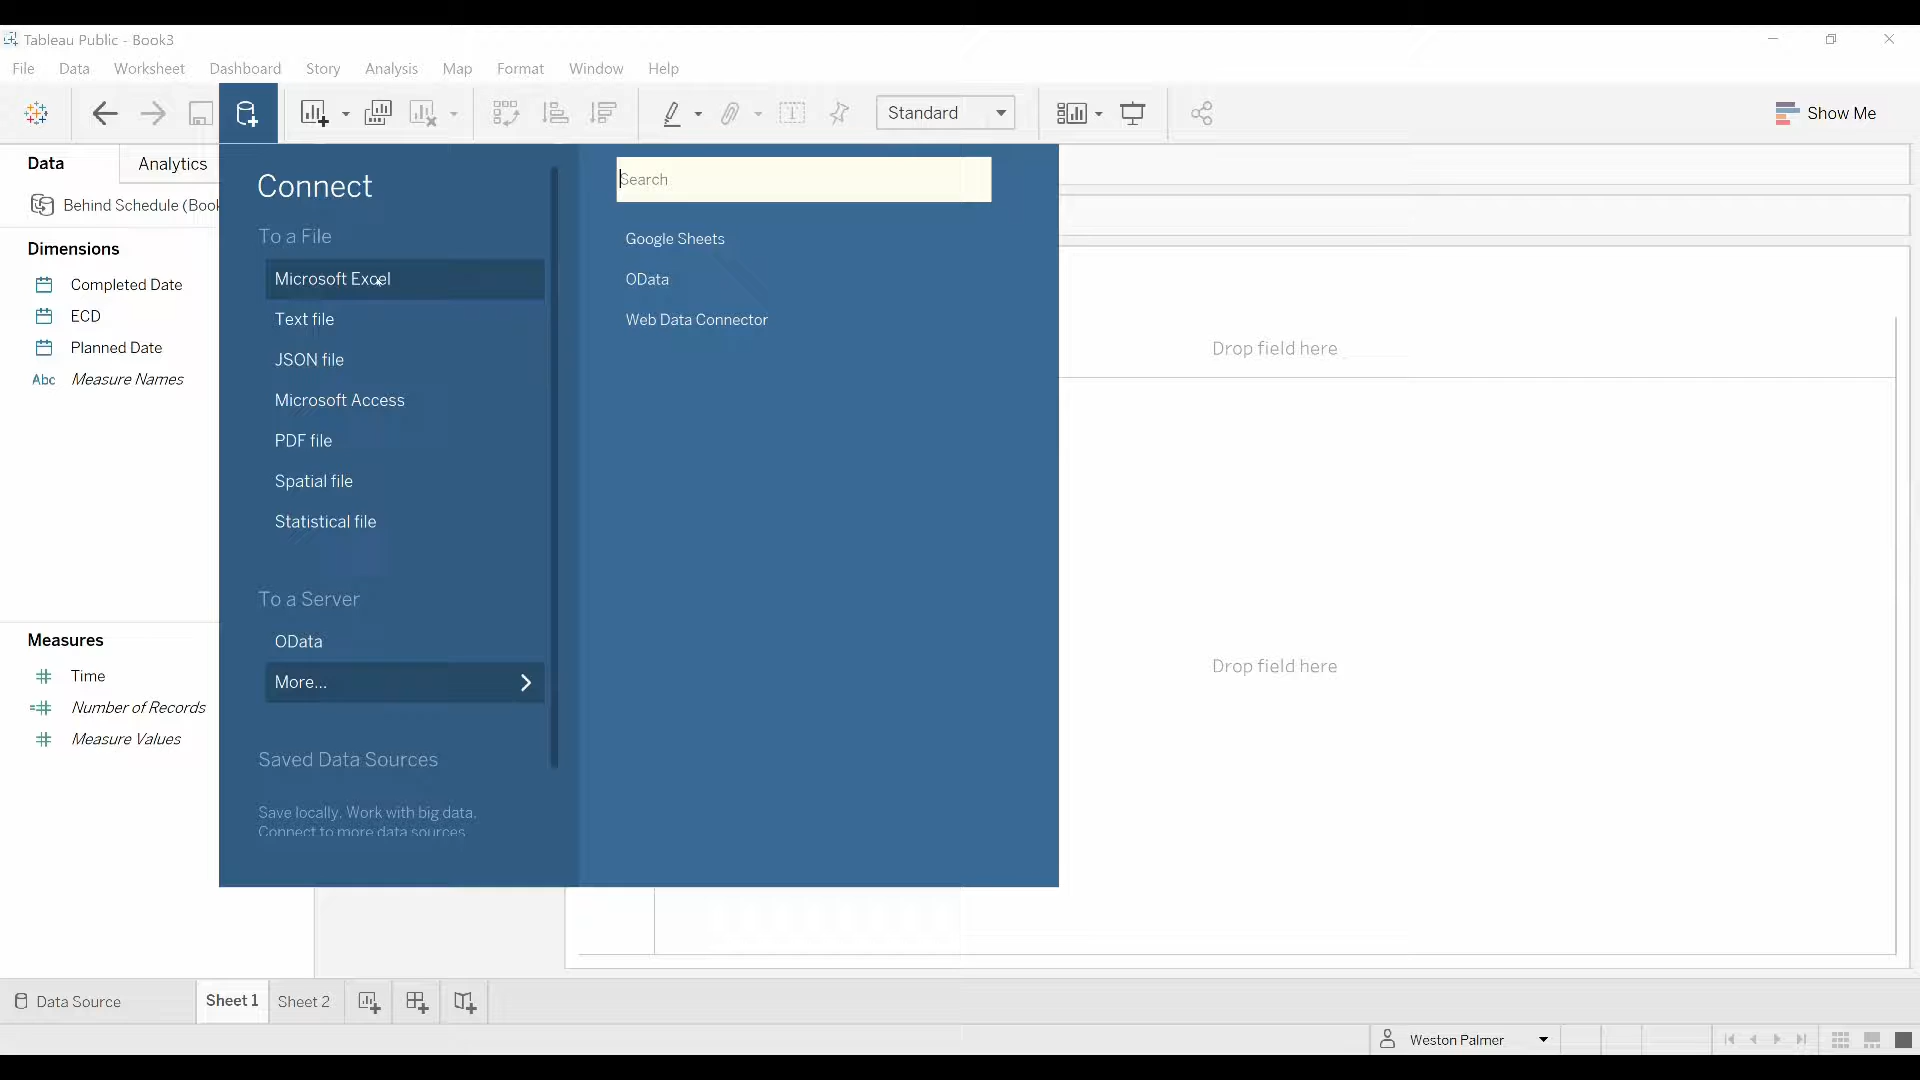 Tableau Public - Book3
File Data Worksheet Dashboard Story Analysis Map Format Window Help
Standard
Show Me
Data Analytics
Behind Schedule (Book
Dimensions
Completed Date
ECD
Planned Date
Abc Measure Names
Measures
Time
Number of Records
Measure Values
Connect
To a File
Microsoft Excel
Text file
JSON file
Microsoft Access
PDF file
Spatial file
Statistical file
To a Server
OData
More...
Saved Data Sources
Save locally. Work with big data.
Connect to more data sources
Search
Google Sheets
OData
Web Data Connector
Drop field here
Drop field here
Data Source Sheet 1 Sheet 2
Weston Palmer